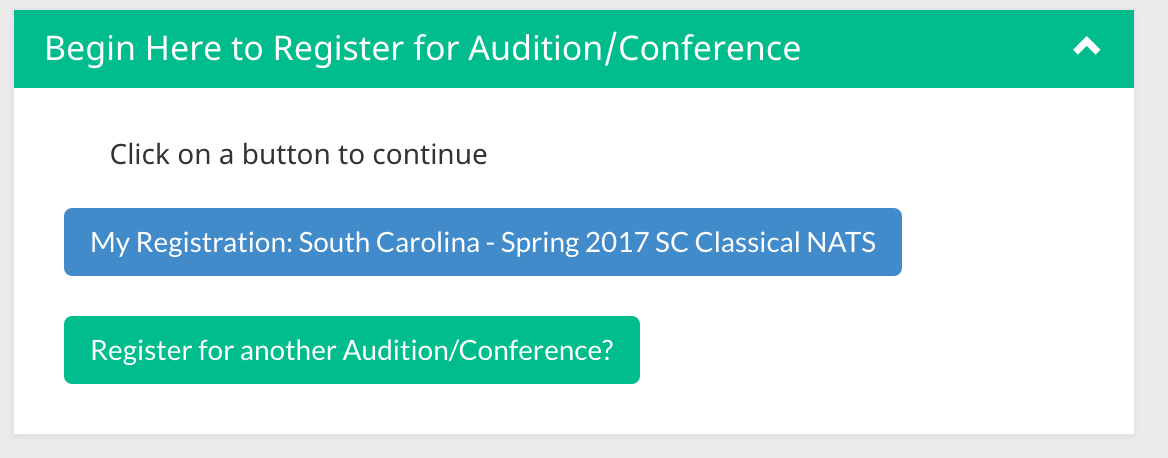 Begin Here to Register for Audition/Conference
Click on a button to continue
My Registration: South Carolina - Spring 2017 SC Classical NATS
Register for another Audition/Conference?